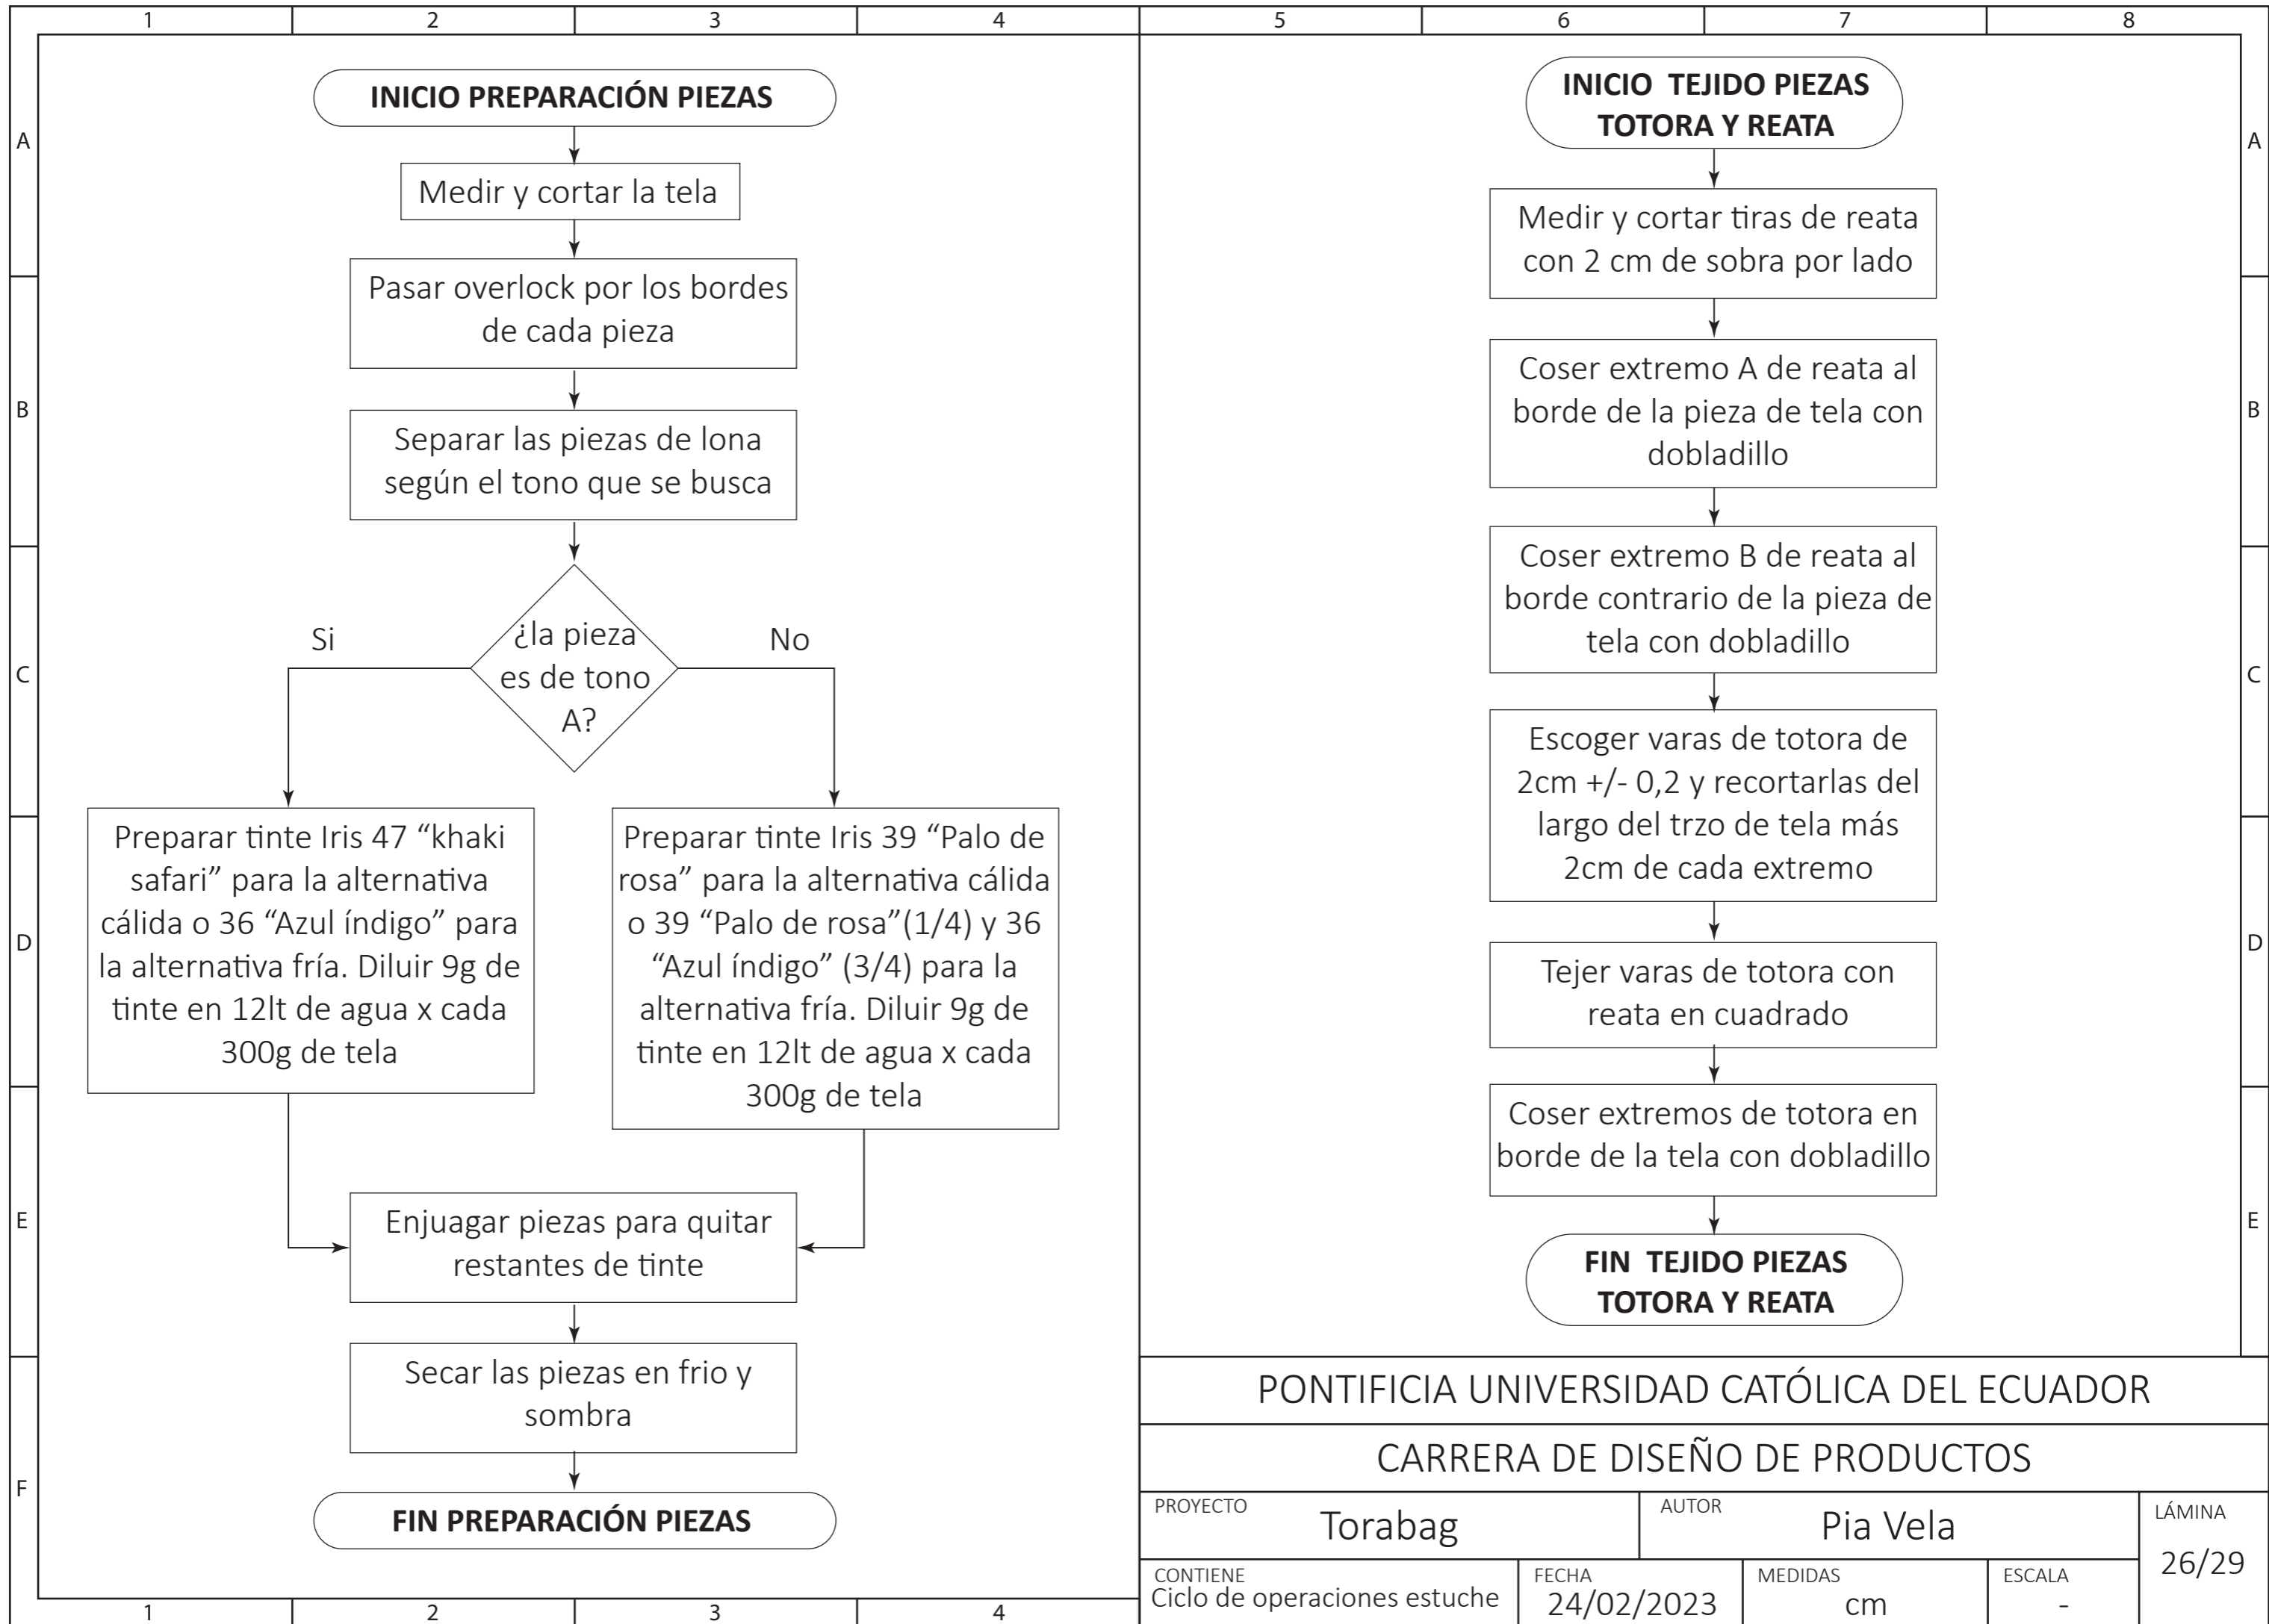 1 2 3 4 5 6 7 8
A
B
C
D
E
F
INICIO PREPARACIÓN PIEZAS
Medir y cortar la tela
Pasar overlock por los bordes
de cada pieza
Separar las piezas de lona
según el tono que se busca
¿la pieza
es de tono
A?
Si
No
Preparar tinte Iris 47 “khaki
safari” para la alternativa
cálida o 36 “Azul índigo” para
la alternativa fría. Diluir 9g de
tinte en 12lt de agua x cada
300g de tela
Preparar tinte Iris 39 “Palo de
rosa” para la alternativa cálida
o 39 “Palo de rosa”(1/4) y 36
“Azul índigo” (3/4) para la
alternativa fría. Diluir 9g de
tinte en 12lt de agua x cada
300g de tela
Enjuagar piezas para quitar
restantes de tinte
Secar las piezas en frio y
sombra
FIN PREPARACIÓN PIEZAS
1 2 3 4
INICIO TEJIDO PIEZAS
TOTORA Y REATA
Medir y cortar tiras de reata
con 2 cm de sobra por lado
Coser extremo A de reata al
borde de la pieza de tela con
dobladillo
Coser extremo B de reata al
borde contrario de la pieza de
tela con dobladillo
Escoger varas de totora de
2cm +/- 0,2 y recortarlas del
largo del trzo de tela más
2cm de cada extremo
Tejer varas de totora con
reata en cuadrado
Coser extremos de totora en
borde de la tela con dobladillo
FIN TEJIDO PIEZAS
TOTORA Y REATA
A
B
C
D
E
PONTIFICIA UNIVERSIDAD CATÓLICA DEL ECUADOR
CARRERA DE DISEÑO DE PRODUCTOS
PROYECTO
Torabag
AUTOR
Pia Vela
LÁMINA
26/29
CONTIENE
Ciclo de operaciones estuche
FECHA
24/02/2023
MEDIDAS
cm
ESCALA
-